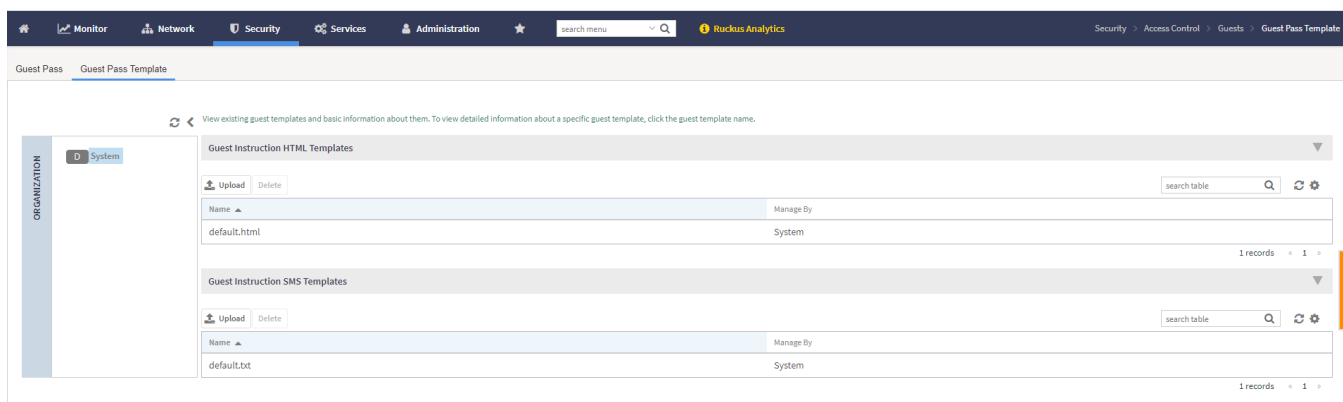 Monitor Network Security Services Administration search menu Ruckus Analytics Security > Access Control > Guests > Guest Pass Template
Guest Pass Guest Pass Template
View existing guest templates and basic information about them. To view detailed information about a specific guest template, click the guest template name.
ORGANIZATION
D System
Guest Instruction HTML Templates
Upload Delete search table
Name Manage By
default.html System
1 records « 1 »
Guest Instruction SMS Templates
Upload Delete search table
Name Manage By
default.txt System
1 records « 1 »